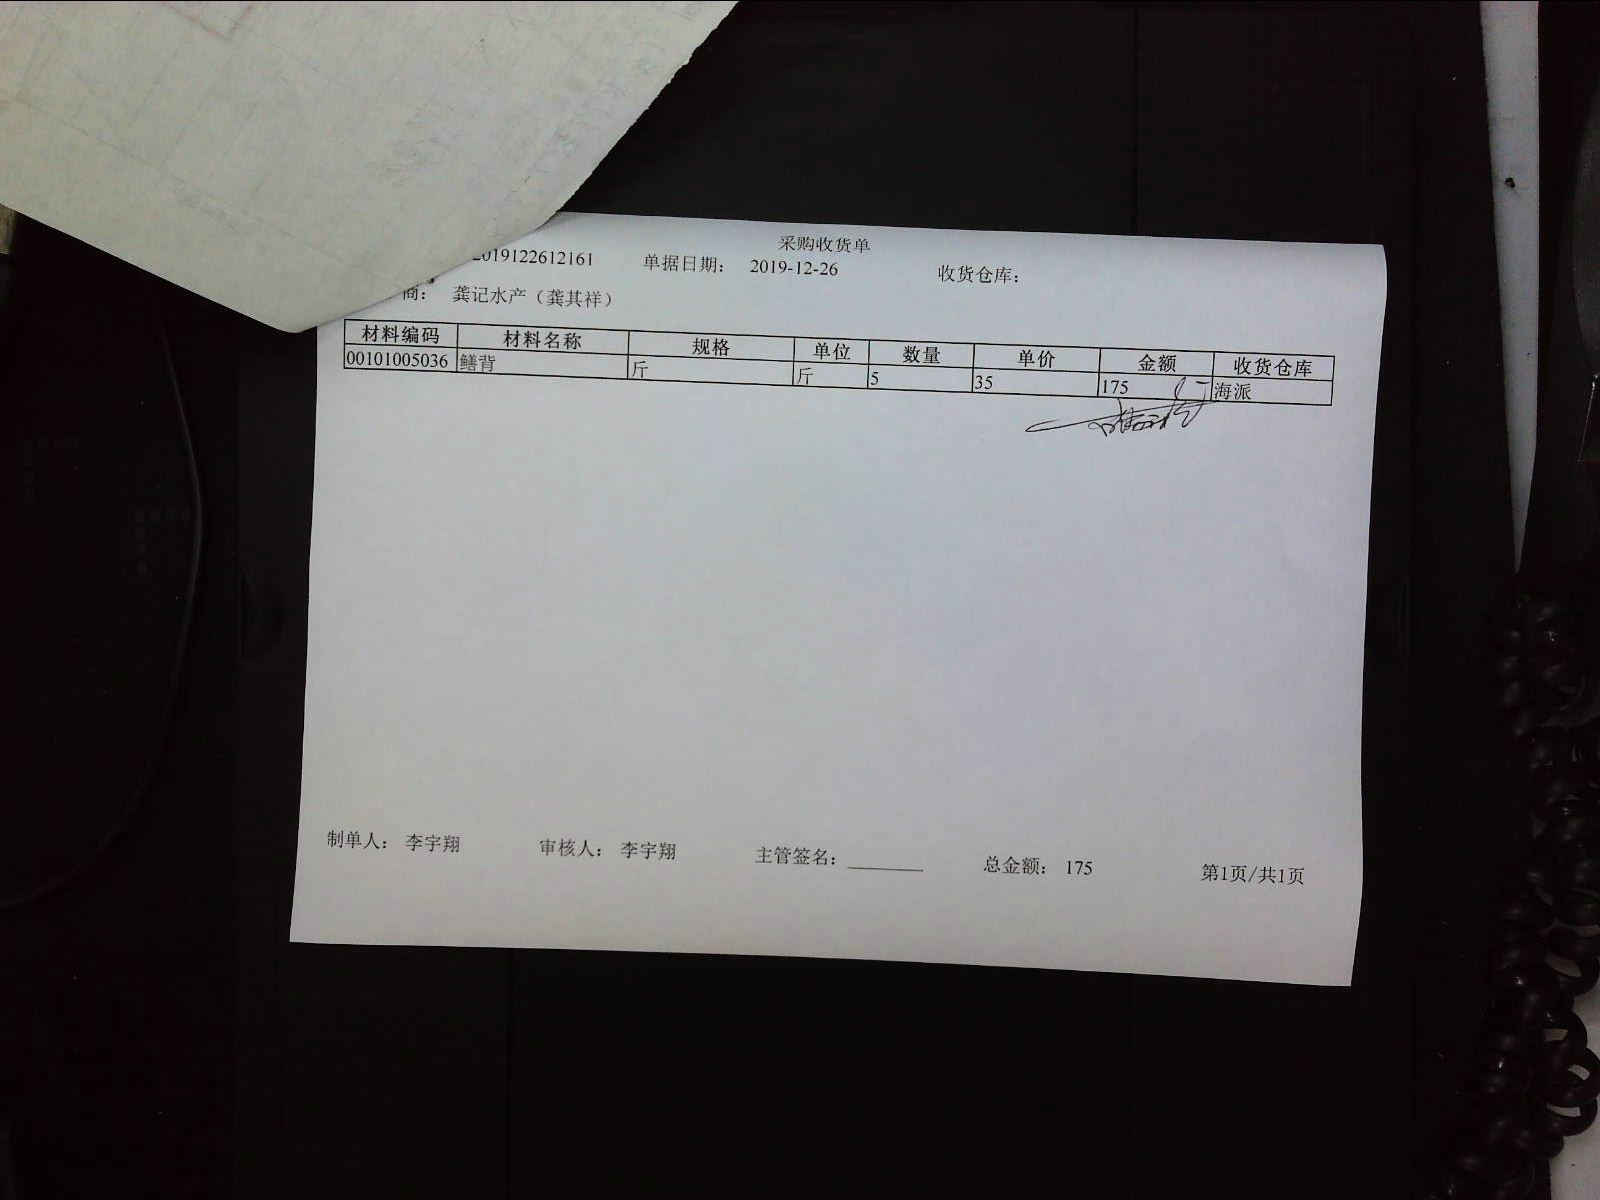 采购收货单
2019122612161 单据日期： 2019-12-26 收货仓库：
商： 龚记水产（龚其祥）
材料编码 材料名称 规格 单位 数量 单价 金额 收货仓库
00101005036 鳝背 斤 斤 5 35 175 海派
制单人： 李宇翔 审核人： 李宇翔 主管签名： 总金额： 175 第1页/共1页